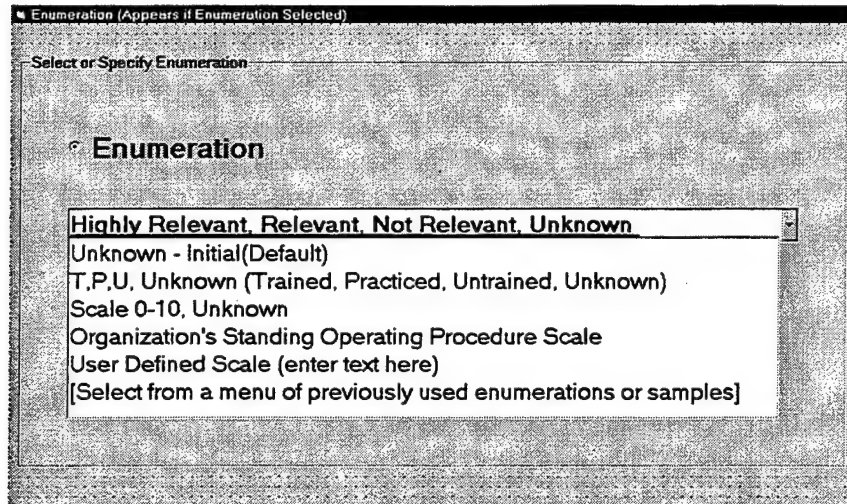 Enumeration (Appears if Enumeration Selected)
Select or Specify Enumeration
Enumeration
Highly Relevant, Relevant, Not Relevant, Unknown
Unknown - Initial(Default)
T,P,U, Unknown (Trained, Practiced, Untrained, Unknown)
Scale 0-10, Unknown
Organization's Standing Operating Procedure Scale
User Defined Scale (enter text here)
[Select from a menu of previously used enumerations or samples]